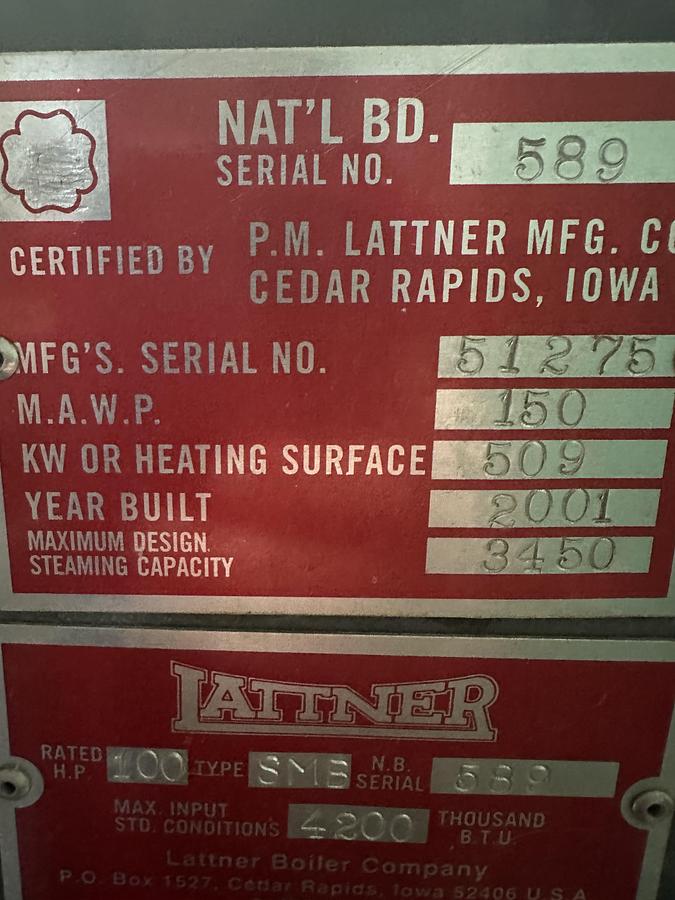 NAT'L BD.
SERIAL NO. 589
CERTIFIED BY P.M. LATTNER MFG. CO
CEDAR RAPIDS, IOWA
MFG'S. SERIAL NO. 51275
M.A.W.P. 150
KW OR HEATING SURFACE 509
YEAR BUILT 2001
MAXIMUM DESIGN
STEAMING CAPACITY 3450
LATTNER
RATED H.P. 100 TYPE SMB N.B. SERIAL 589
MAX. INPUT STD. CONDITIONS 4200 THOUSAND B.T.U.
Lattner Boiler Company
P.O. Box 1527, Cedar Rapids, Iowa 52406 U.S.A